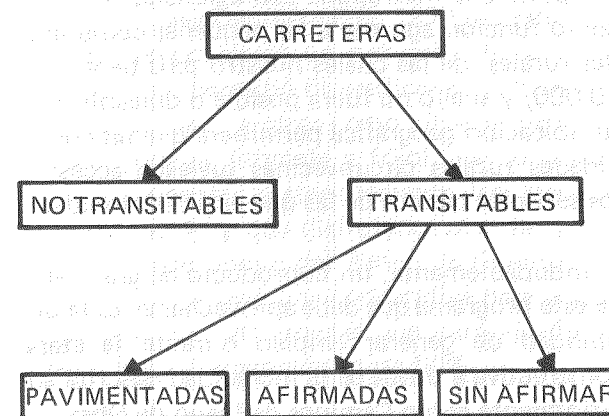 CARRETERAS
NO TRANSITABLES
TRANSITABLES
PAVIMENTADAS
AFIRMADAS
SIN AFIRMAR